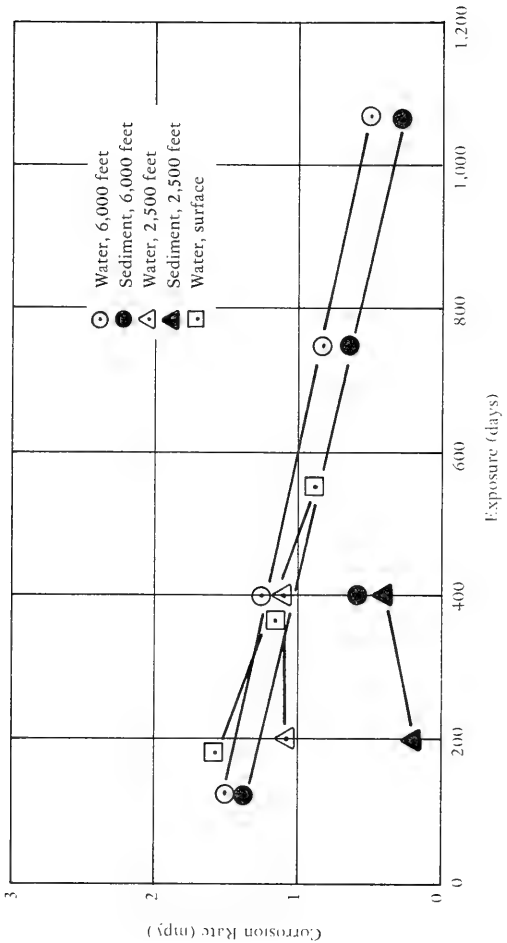 3
2
1
0
Corrosion Rate (mpy)
Water, 6,000 feet
Sediment, 6,000 feet
Water, 2,500 feet
Sediment, 2,500 feet
Water, surface
0
200
400
600
800
1,000
1,200
Exposure (days)